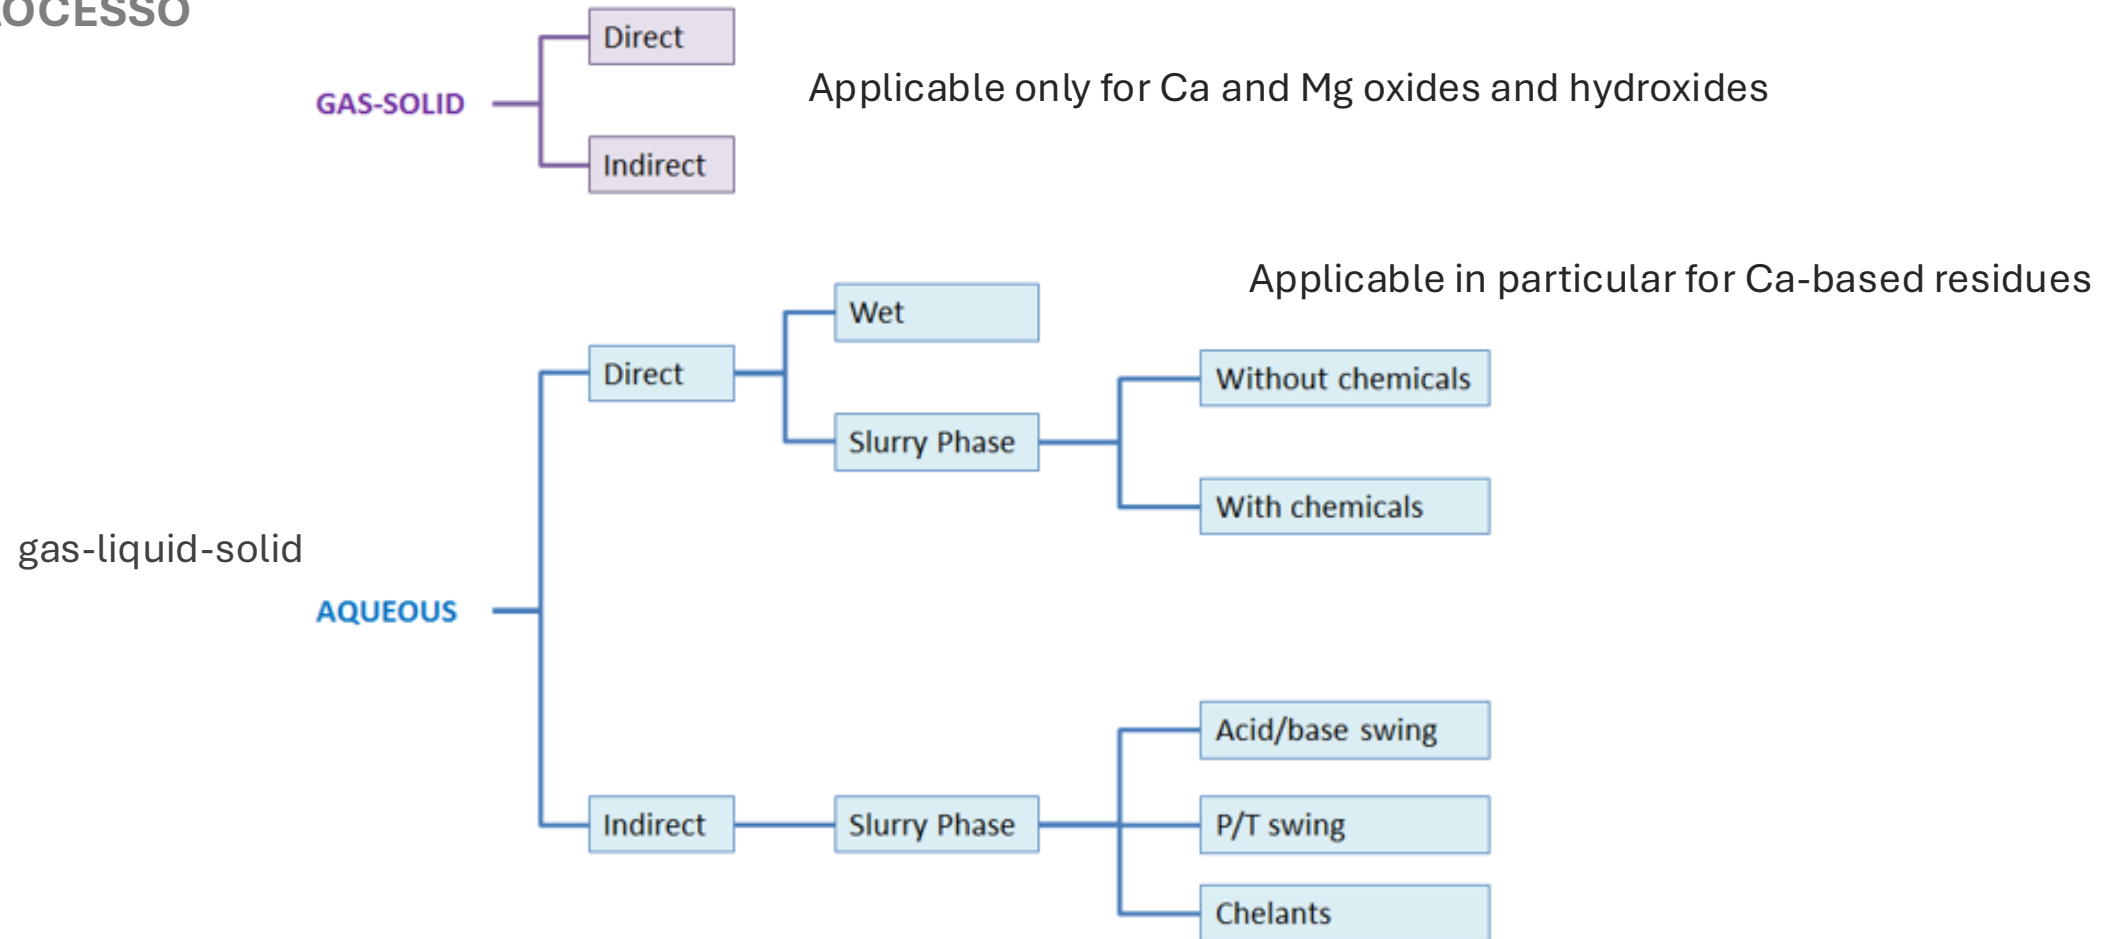 Direct
GAS-SOLID
Applicable only for Ca and Mg oxides and hydroxides
Indirect
Applicable in particular for Ca-based residues
Wet
Direct
Without chemicals
Slurry Phase
With chemicals
gas-liquid-solid
AQUEOUS
Acid/base swing
Indirect
Slurry Phase
P/T swing
Chelants